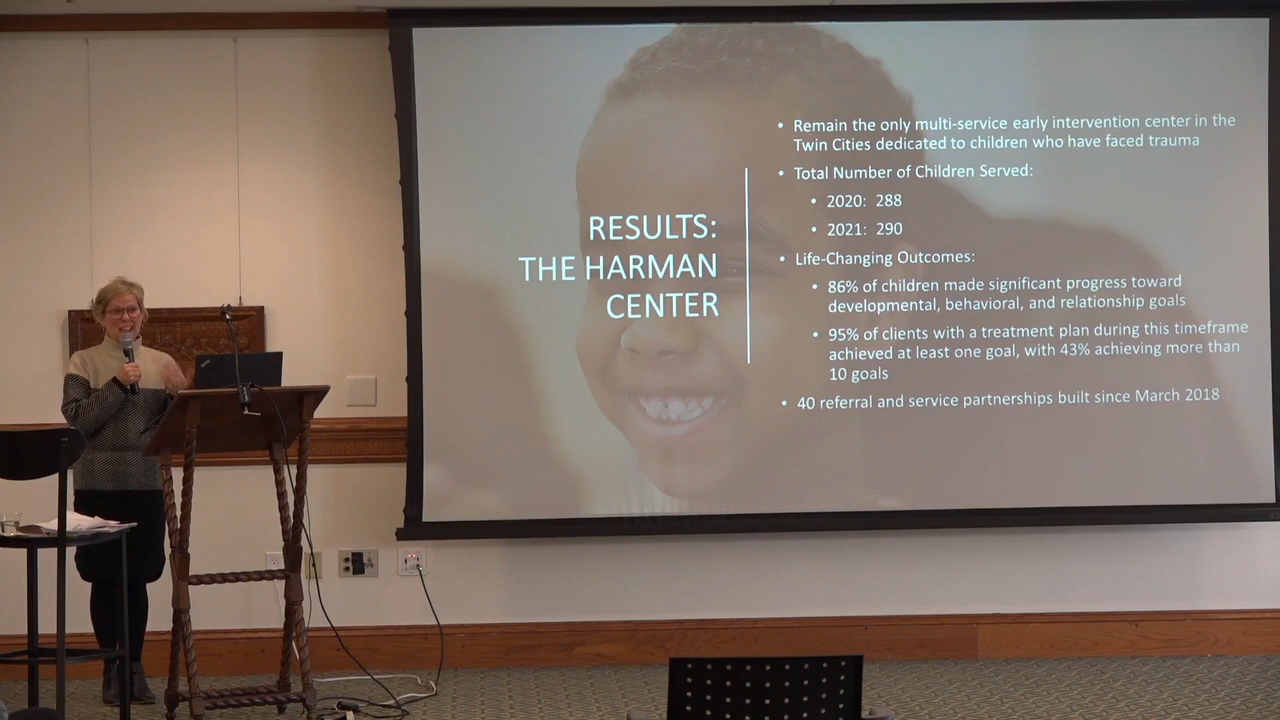 RESULTS:
THE HARMAN
CENTER
• Remain the only multi-service early intervention center in the
Twin Cities dedicated to children who have faced trauma
• Total Number of Children Served:
• 2020: 288
• 2021: 290
• Life-Changing Outcomes:
• 86% of children made significant progress toward
developmental, behavioral, and relationship goals
• 95% of clients with a treatment plan during this timeframe
achieved at least one goal, with 43% achieving more than
10 goals
• 40 referral and service partnerships built since March 2018